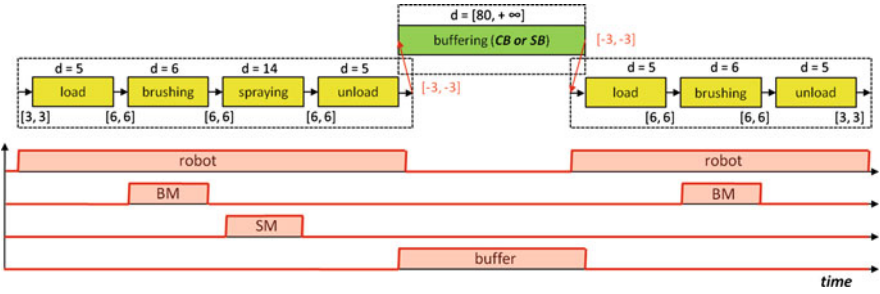 d = [80, + ∞]
buffering (CB or SB)
[-3, -3]
d = 5 d = 6 d = 14 d = 5
load brushing spraying unload
[-3, -3]
[3, 3] [6, 6] [6, 6] [6, 6]
d = 5 d = 6 d = 5
load brushing unload
[6, 6] [6, 6] [3, 3]
robot robot
BM BM
SM
buffer
time